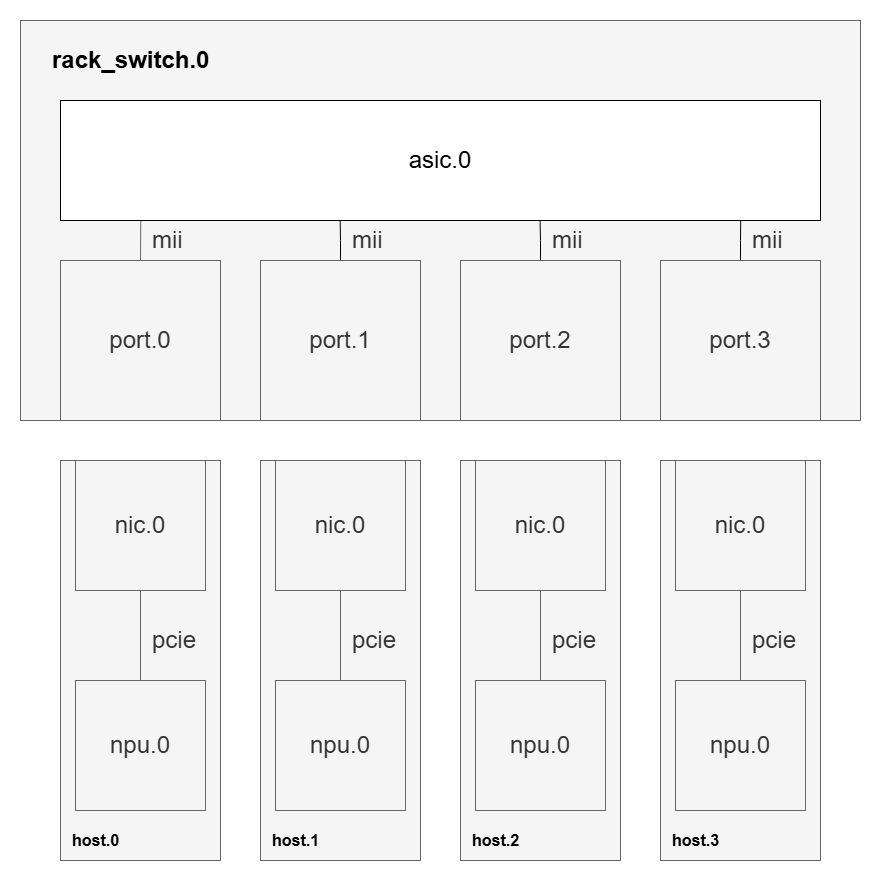 rack_switch.0
asic.0
mii mii mii mii
port.0 port.1 port.2 port.3
nic.0 nic.0 nic.0 nic.0
pcie pcie pcie pcie
npu.0 npu.0 npu.0 npu.0
host.0 host.1 host.2 host.3